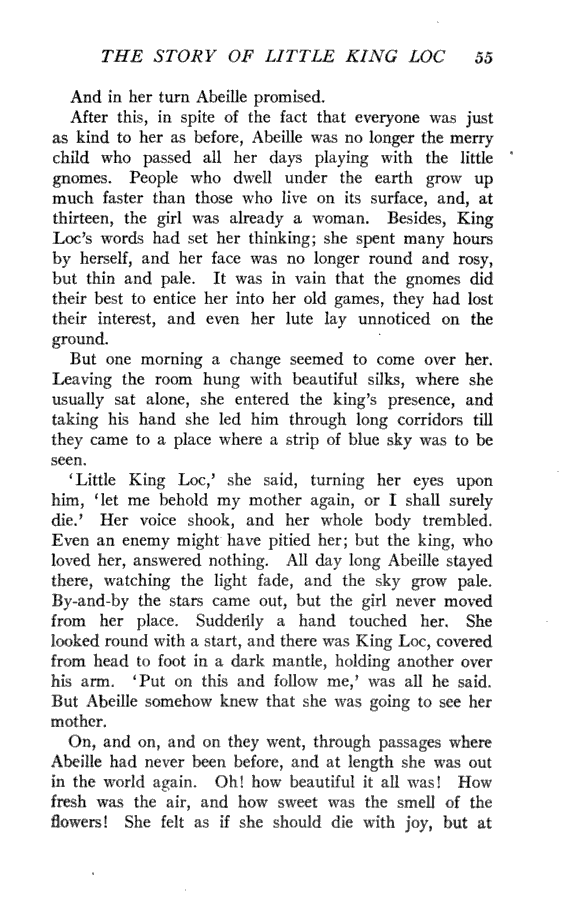 THE STORY OF LITTLE KING LOC 55
And in her turn Abeille promised.
After this, in spite of the fact that everyone was just
as kind to her as before, Abeille was no longer the merry
child who passed all her days playing with the little
gnomes. People who dwell under the earth grow up
much faster than those who live on its surface, and, at
thirteen, the girl was already a woman. Besides, King
Loc's words had set her thinking; she spent many hours
by herself, and her face was no longer round and rosy,
but thin and pale. It was in vain that the gnomes did
their best to entice her into her old games, they had lost
their interest, and even her lute lay unnoticed on the
ground.
But one morning a change seemed to come over her.
Leaving the room hung with beautiful silks, where she
usually sat alone, she entered the king's presence, and
taking his hand she led him through long corridors till
they came to a place where a strip of blue sky was to be
seen.
'Little King Loc,' she said, turning her eyes upon
him, 'let me behold my mother again, or I shall surely
die.' Her voice shook, and her whole body trembled.
Even an enemy might have pitied her; but the king, who
loved her, answered nothing. All day long Abeille stayed
there, watching the light fade, and the sky grow pale.
By-and-by the stars came out, but the girl never moved
from her place. Suddenly a hand touched her. She
looked round with a start, and there was King Loc, covered
from head to foot in a dark mantle, holding another over
his arm. 'Put on this and follow me,' was all he said.
But Abeille somehow knew that she was going to see her
mother.
On, and on, and on they went, through passages where
Abeille had never been before, and at length she was out
in the world again. Oh! how beautiful it all was! How
fresh was the air, and how sweet was the smell of the
flowers! She felt as if she should die with joy, but at